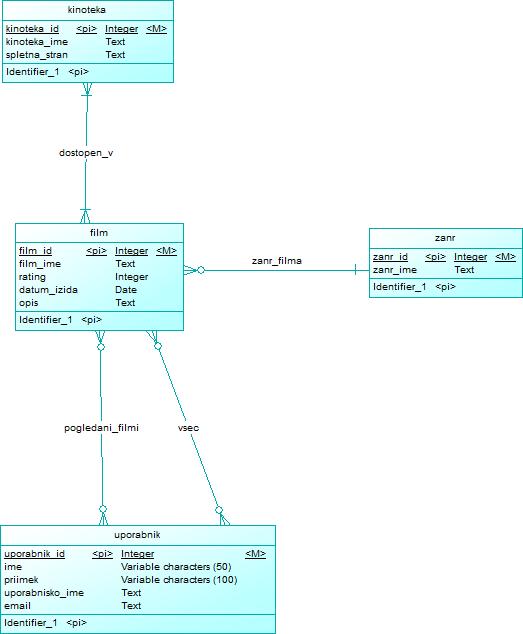 kinoteka
kinoteka_id <pi> Integer <M>
kinoteka_ime Text
spletna_stran Text
Identifier_1 <pi>
dostopen_v
film
film_id <pi> Integer <M>
film_ime Text
rating Integer
datum_izida Date
opis Text
Identifier_1 <pi>
zanr_filma
zanr
zanr_id <pi> Integer <M>
zanr_ime Text
Identifier_1 <pi>
pogledani_filmi
vsec
uporabnik
uporabnik_id <pi> Integer <M>
ime Variable characters (50)
priimek Variable characters (100)
uporabnisko_ime Text
email Text
Identifier_1 <pi>